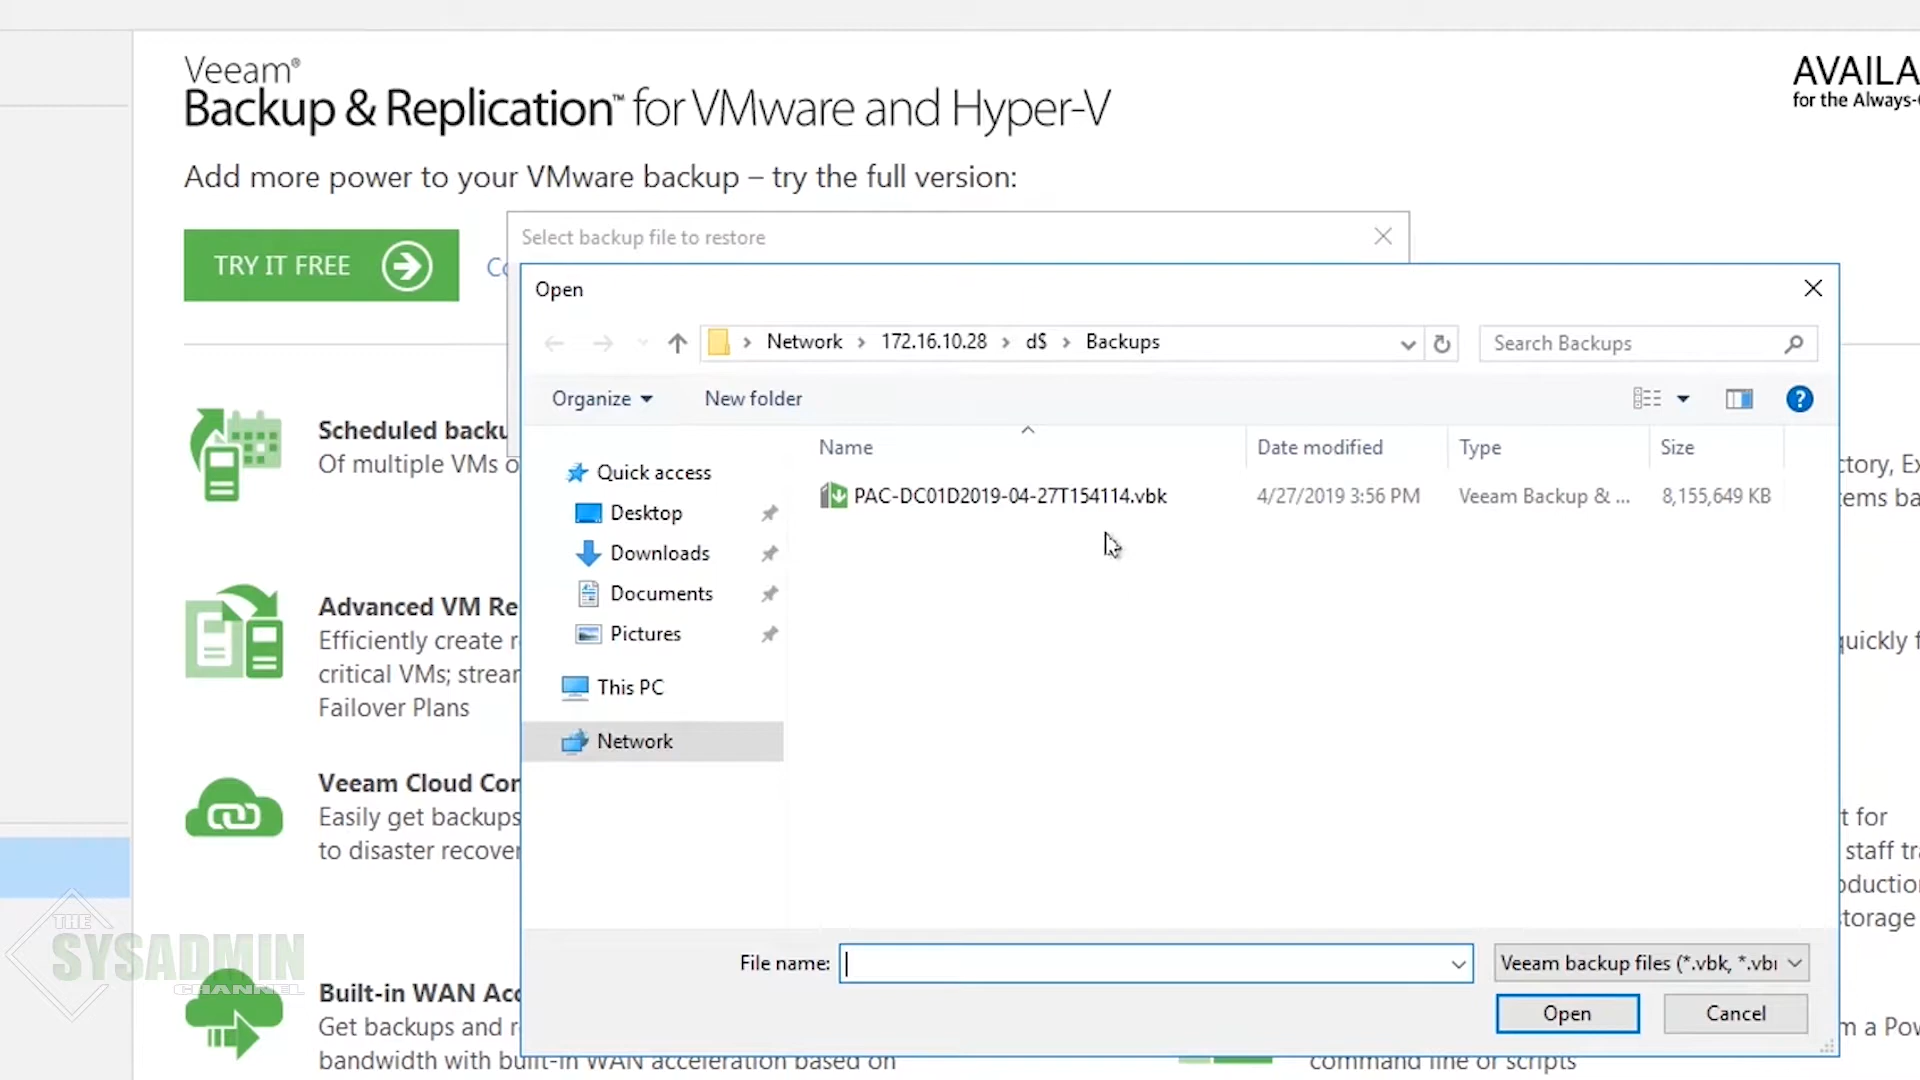 Veeam®
Backup & Replication™ for VMware and Hyper-V
AVAILA
for the Always-
Add more power to your VMware backup – try the full version:
TRY IT FREE
Select backup file to restore
Open
Network
172.16.10.28
d$
Backups
Search Backups
Organize
New folder
Name
Date modified
Type
Size
PAC-DC01D2019-04-27T154114.vbk
4/27/2019 3:56 PM
Veeam Backup & ...
8,155,649 KB
Quick access
Desktop
Downloads
Documents
Pictures
This PC
Network
File name:
Veeam backup files (*.vbk, *.vbm
Open
Cancel
Scheduled backu
Of multiple VMs o
Advanced VM Re
Efficiently create r
critical VMs; strear
Failover Plans
Veeam Cloud Con
Easily get backups
to disaster recover
Built-in WAN Acc
Get backups and r
bandwidth with built-in WAN acceleration based on
ctory, Ex
ems ba
quickly f
t for
staff tra
oduction
torage
m a Pow
command line or scripts
THE
SYSADMIN
CHANNEL